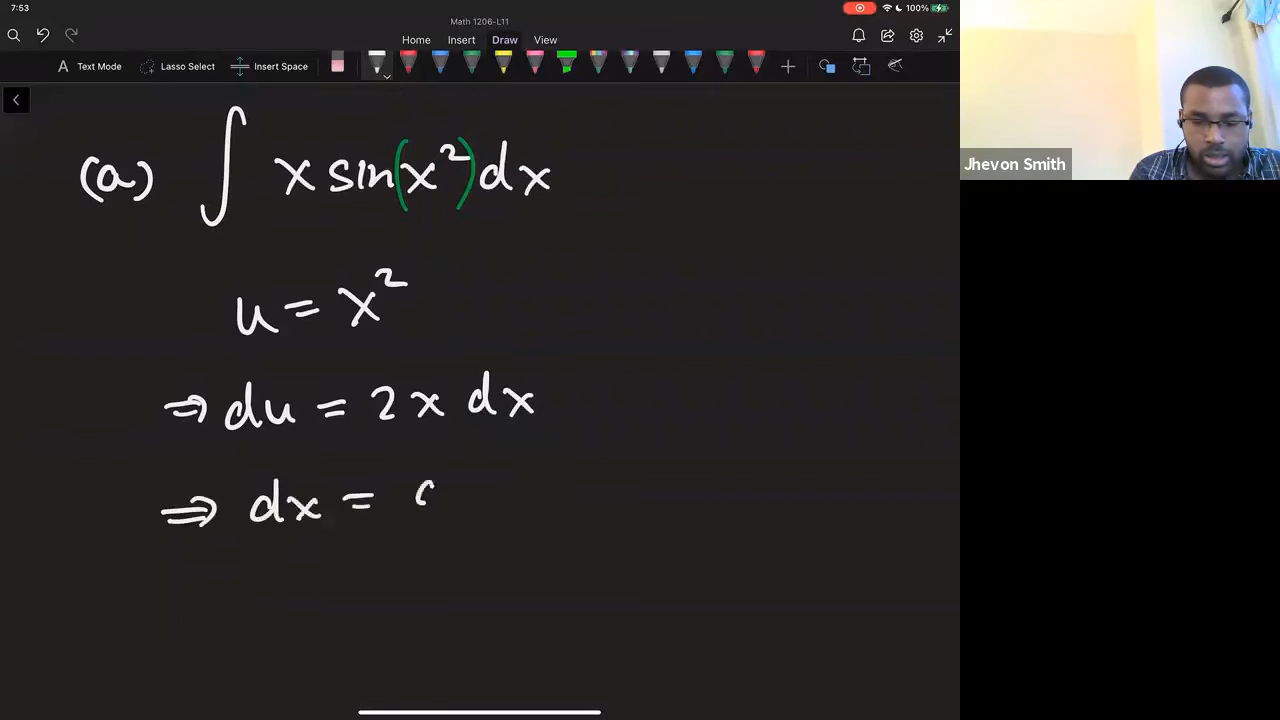 7:53
100%
Math 1206-L11
Home Insert Draw View
A Text Mode Lasso Select Insert Space
(a) ∫ x sin(x²) dx
Jhevon Smith
u = x²
⇒ du = 2x dx
⇒ dx =